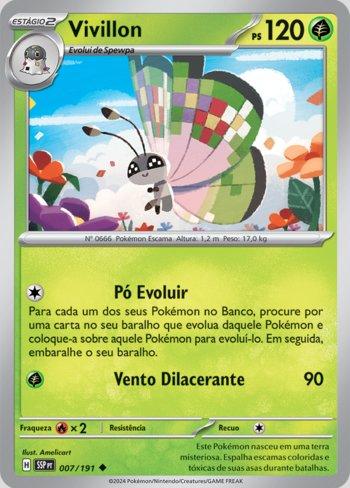 ESTÁGIO 2
Vivillon
PS 120
Evolui de Spewpa
Nº 0666 Pokémon Escama Altura: 1,2 m Peso: 17,0 kg
Pó Evoluir
Para cada um dos seus Pokémon no Banco, procure por
uma carta no seu baralho que evolua daquele Pokémon e
coloque-a sobre aquele Pokémon para evoluí-lo. Em seguida,
embaralhe o seu baralho.
Vento Dilacerante 90
Fraqueza ×2 Resistência Recuo
Ilust. Amelicart
H SSP PT 007/191
Este Pokémon nasceu em uma terra
misteriosa. Espalha escamas coloridas e
tóxicas de suas asas durante batalhas.
©2024 Pokémon/Nintendo/Creatures/GAME FREAK